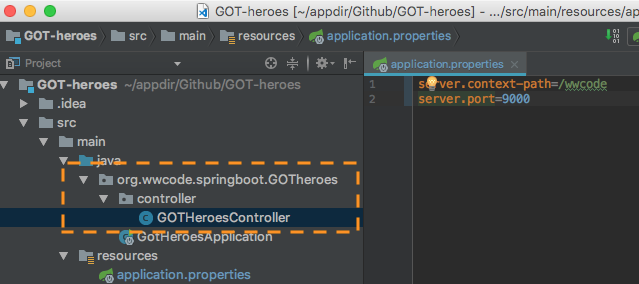 GOT-heroes [~/appdir/Github/GOT-heroes] - .../src/main/resources/ap
GOT-heroes src main resources application.properties
Project
application.properties
GOT-heroes ~/appdir/Github/GOT-heroes
.idea
src
main
java
org.wwcode.springboot.GOTheroes
controller
GOTHeroesController
GotHeroesApplication
resources
application.properties
1 server.context-path=/wwcode
2 server.port=9000